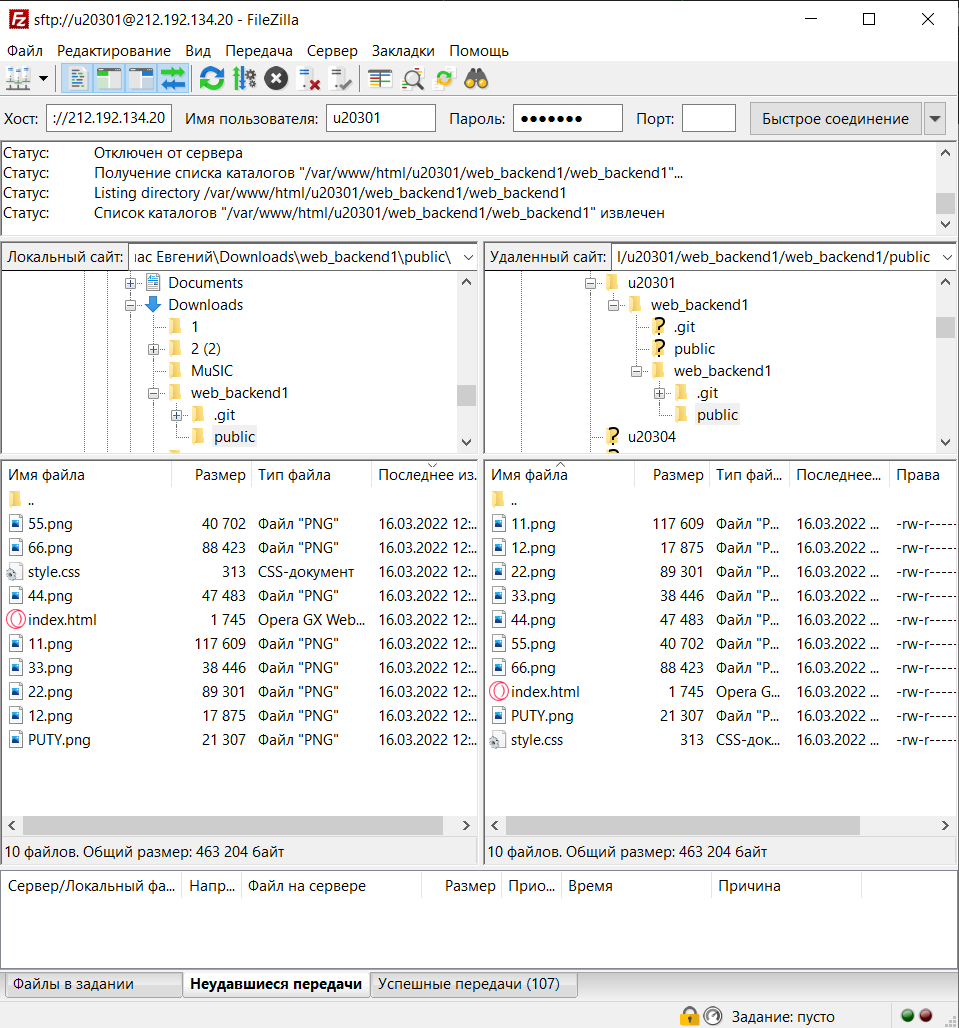 sftp://u20301@212.192.134.20 - FileZilla
Файл Редактирование Вид Передача Сервер Закладки Помощь
Хост: ://212.192.134.20 Имя пользователя: u20301 Пароль: ●●●●●●● Порт: Быстрое соединение
Статус: Отключен от сервера
Статус: Получение списка каталогов "/var/www/html/u20301/web_backend1/web_backend1"...
Статус: Listing directory /var/www/html/u20301/web_backend1/web_backend1
Статус: Список каталогов "/var/www/html/u20301/web_backend1/web_backend1" извлечен
Локальный сайт: ас Евгений\Downloads\web_backend1\public\
Documents
Downloads
1
2 (2)
MuSIC
web_backend1
.git
public
Удаленный сайт: l/u20301/web_backend1/web_backend1/public
u20301
web_backend1
.git
public
web_backend1
.git
public
u20304
Имя файла Размер Тип файла Последнее из.
..
55.png 40 702 Файл "PNG" 16.03.2022 12:..
66.png 88 423 Файл "PNG" 16.03.2022 12:..
style.css 313 CSS-документ 16.03.2022 12:..
44.png 47 483 Файл "PNG" 16.03.2022 12:..
index.html 1 745 Opera GX Web... 16.03.2022 12:..
11.png 117 609 Файл "PNG" 16.03.2022 12:..
33.png 38 446 Файл "PNG" 16.03.2022 12:..
22.png 89 301 Файл "PNG" 16.03.2022 12:..
12.png 17 875 Файл "PNG" 16.03.2022 12:..
PUTY.png 21 307 Файл "PNG" 16.03.2022 12:..
10 файлов. Общий размер: 463 204 байт
Имя файла Размер Тип фай... Последнее... Права
..
11.png 117 609 Файл "P... 16.03.2022 ... -rw-r-----
12.png 17 875 Файл "P... 16.03.2022 ... -rw-r-----
22.png 89 301 Файл "P... 16.03.2022 ... -rw-r-----
33.png 38 446 Файл "P... 16.03.2022 ... -rw-r-----
44.png 47 483 Файл "P... 16.03.2022 ... -rw-r-----
55.png 40 702 Файл "P... 16.03.2022 ... -rw-r-----
66.png 88 423 Файл "P... 16.03.2022 ... -rw-r-----
index.html 1 745 Opera G... 16.03.2022 ... -rw-r-----
PUTY.png 21 307 Файл "P... 16.03.2022 ... -rw-r-----
style.css 313 CSS-док... 16.03.2022 ... -rw-r-----
10 файлов. Общий размер: 463 204 байт
Сервер/Локальный фа... Напр... Файл на сервере Размер Прио... Время Причина
Файлы в задании Неудавшиеся передачи Успешные передачи (107)
Задание: пусто